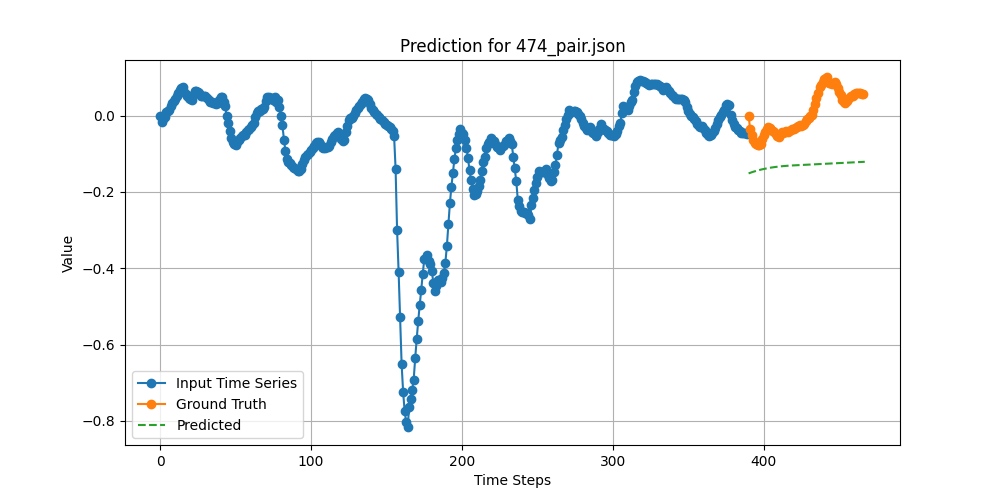 Prediction for 474_pair.json
0.0
−0.2
−0.4
−0.6
−0.8
Value
Input Time Series
Ground Truth
Predicted
0
100
200
300
400
Time Steps